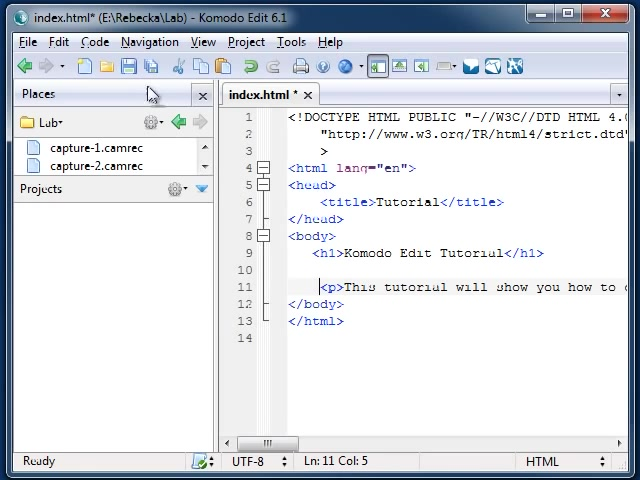 index.html* (E:\Rebecka\Lab) - Komodo Edit 6.1
File Edit Code Navigation View Project Tools Help
Places
index.html *
Lab
capture-1.camrec
capture-2.camrec
Projects
1 <!DOCTYPE HTML PUBLIC "-//W3C//DTD HTML 4.0
2 "http://www.w3.org/TR/html4/strict.dtd"
3 >
4 <html lang="en">
5 <head>
6 <title>Tutorial</title>
7 </head>
8 <body>
9 <h1>Komodo Edit Tutorial</h1>
10
11 <p>This tutorial will show you how to
12 </body>
13 </html>
14
Ready UTF-8 Ln: 11 Col: 5 HTML